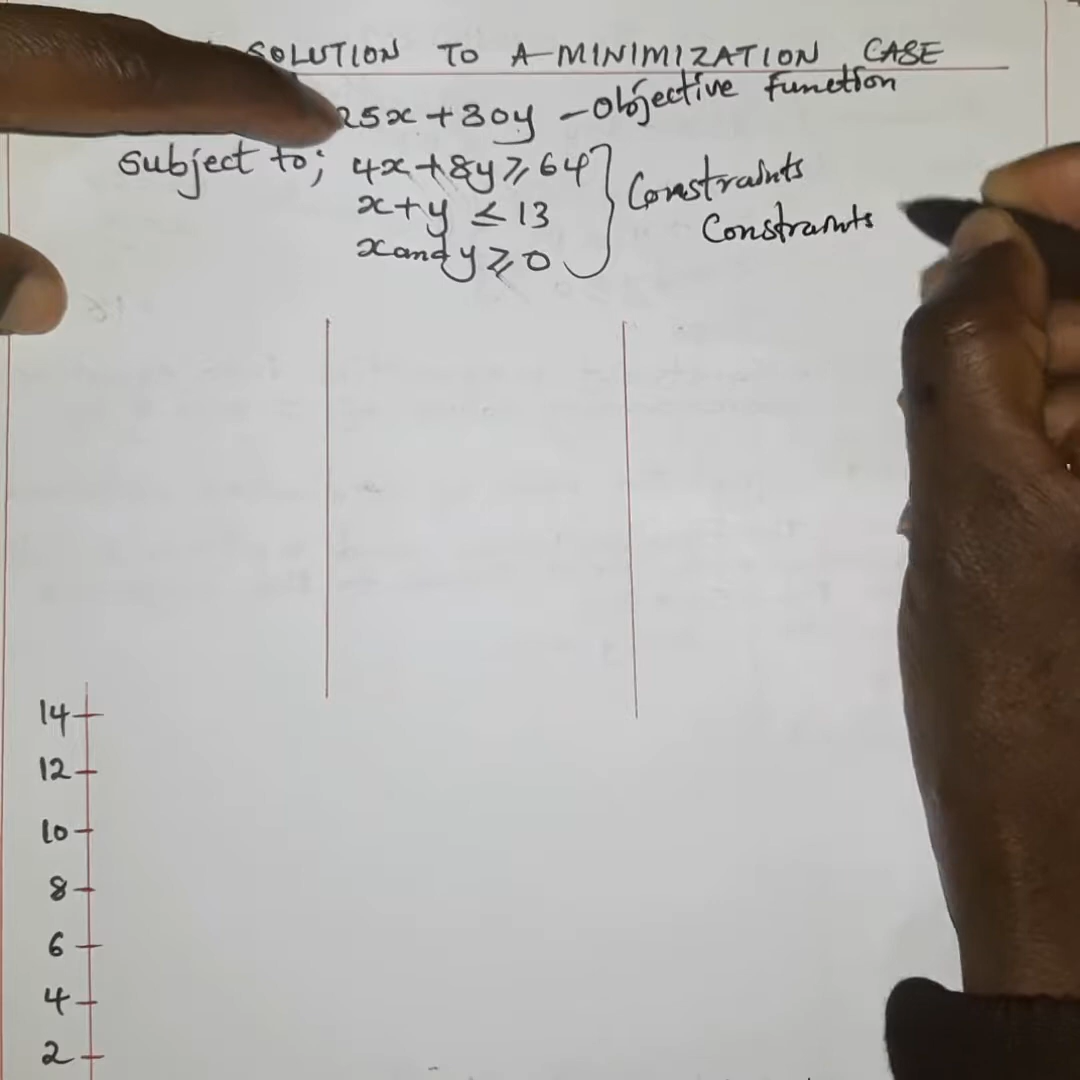 SOLUTION TO A MINIMIZATION CASE
25x + 30y - Objective Function
Subject to; 4x + 8y ≥ 64 Constraints
x + y ≤ 13 Constraints
x and y ≥ 0
14
12
10
8
6
4
2